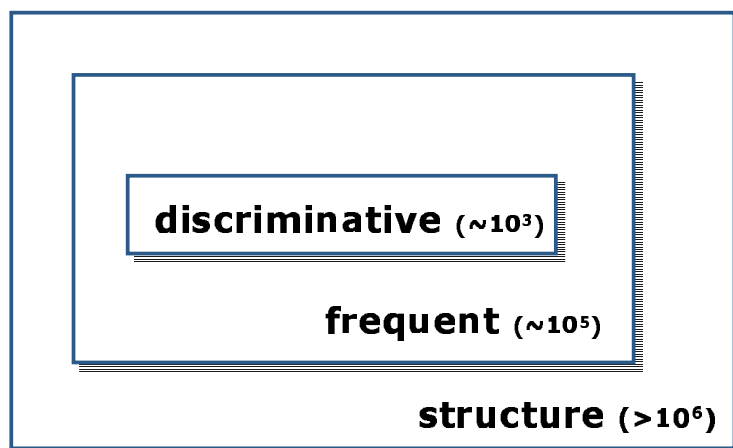 discriminative (~10³)
frequent (~10⁵)
structure (>10⁶)